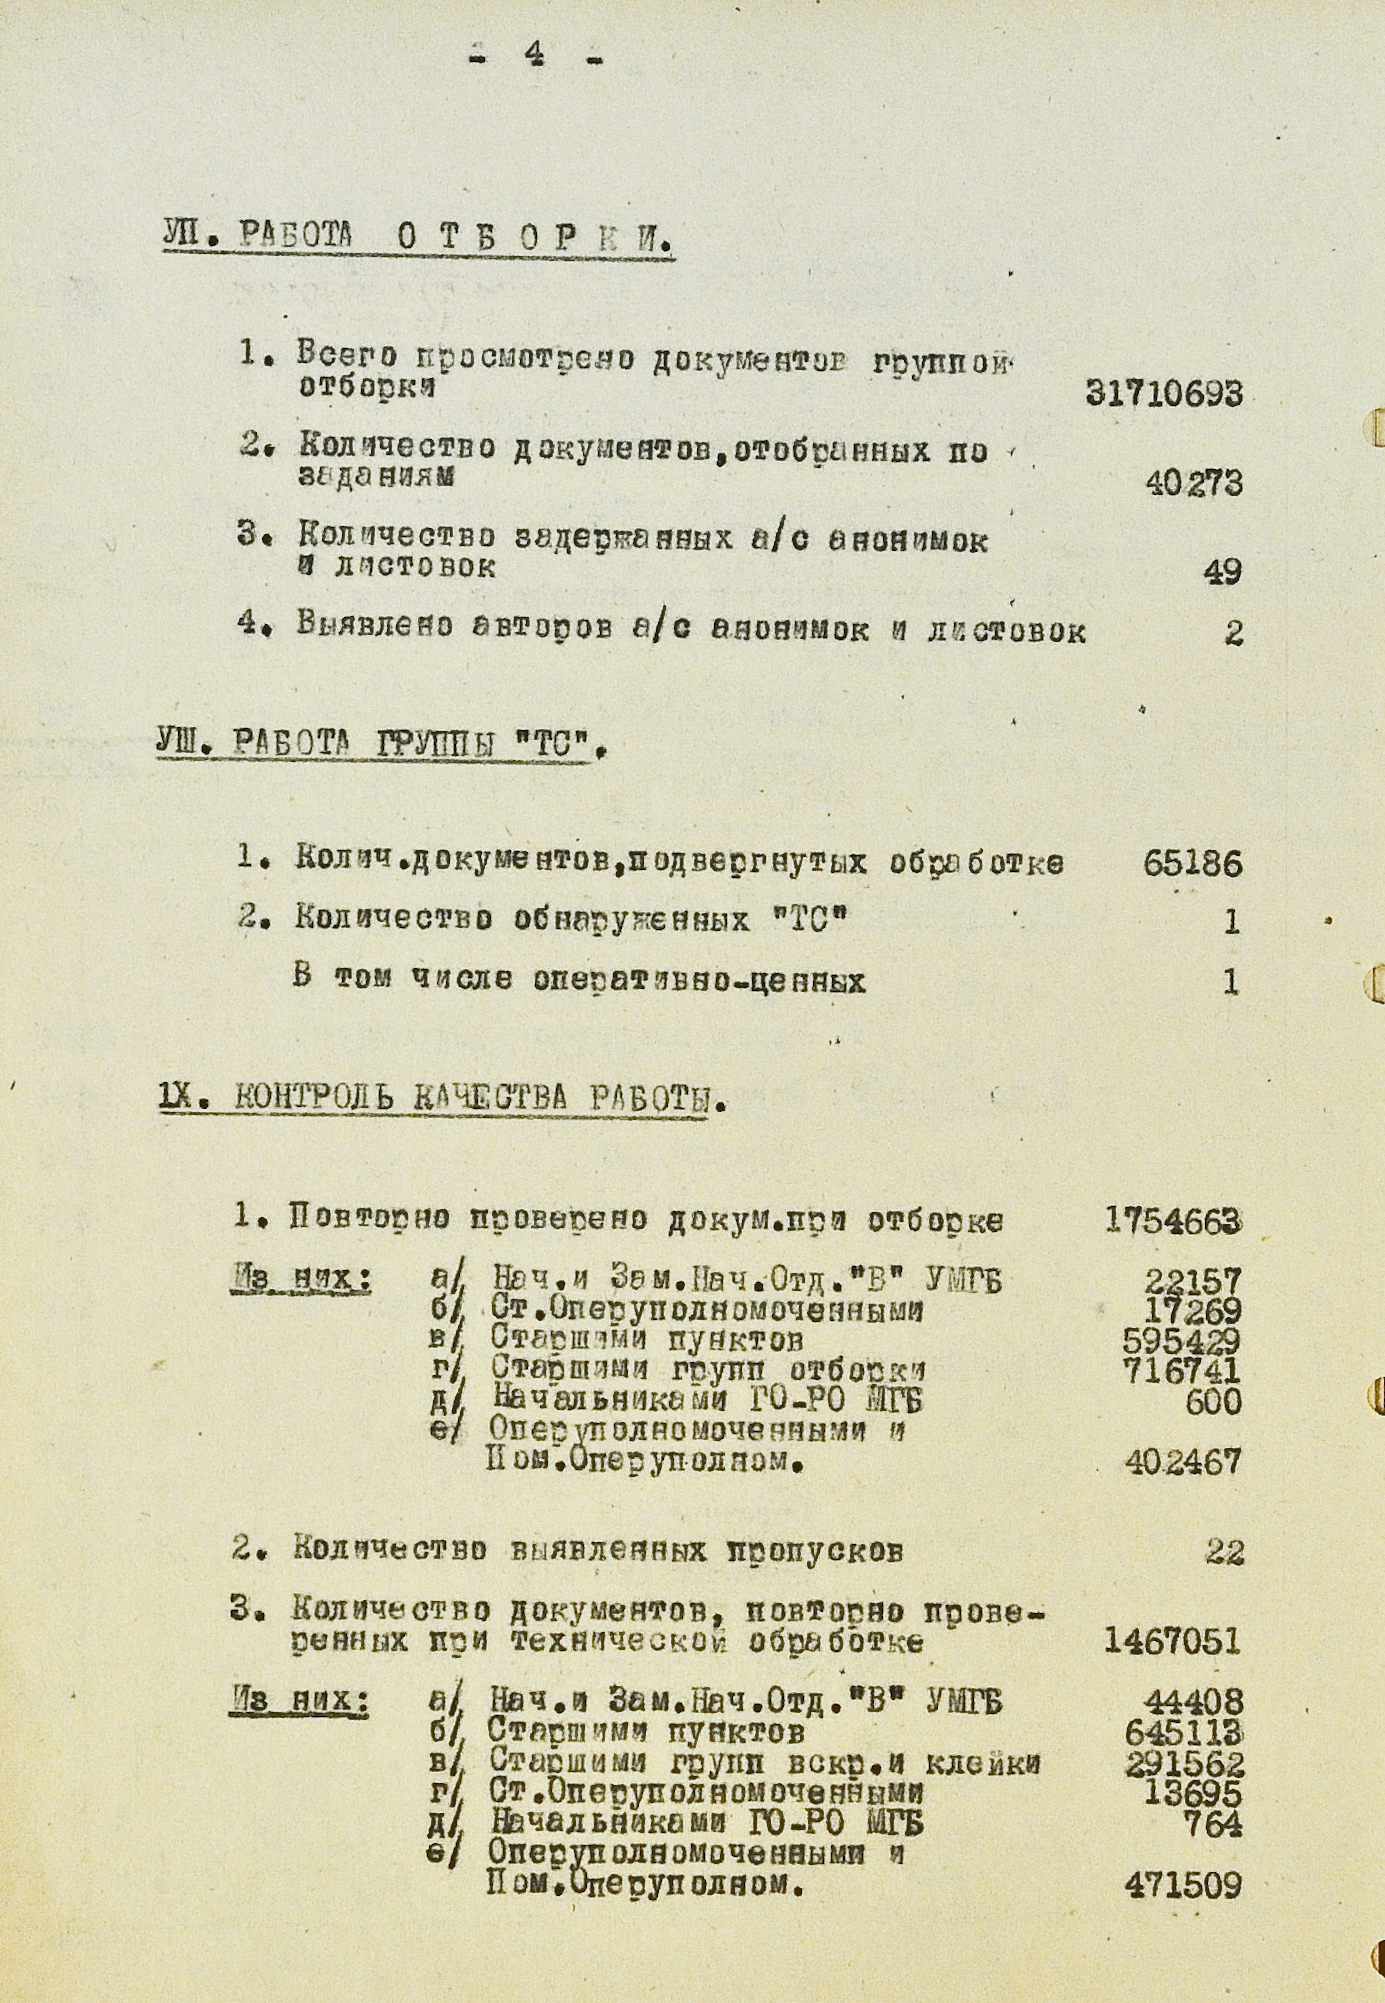 - 4 -
УП. РАБОТА О Т Б О Р К И.
1. Всего просмотрено документов группой
отборки 31710693
2. Количество документов,отобранных по
заданиям 40273
3. Количество задержанных а/с анонимок
и листовок 49
4. Выявлено авторов а/с анонимок и листовок 2
УШ. РАБОТА ГРУППЫ "ТС".
1. Колич.документов,подвергнутых обработке 65186
2. Количество обнаруженных "ТС" 1
В том числе оперативно-ценных 1
1Х. КОНТРОЛЬ КАЧЕСТВА РАБОТЫ.
1. Повторно проверено докум.при отборке 1754663
Из них: а/ Нач.и Зам.Нач.Отд."В" УМГБ 22157
б/ Ст.Оперуполномоченными 17269
в/ Старшими пунктов 595429
г/ Старшими групп отборки 716741
д/ Начальниками ГО-РО МГБ 600
е/ Оперуполномоченными и
Пом.Оперуполном. 402467
2. Количество выявленных пропусков 22
3. Количество документов, повторно прове-
ренных при технической обработке 1467051
Из них: а/ Нач.и Зам.Нач.Отд."В" УМГБ 44408
б/ Старшими пунктов 645113
в/ Старшими групп вскр.и клейки 291562
г/ Ст.Оперуполномоченными 13695
д/ Начальниками ГО-РО МГБ 764
е/ Оперуполномоченными и
Пом.Оперуполном. 471509